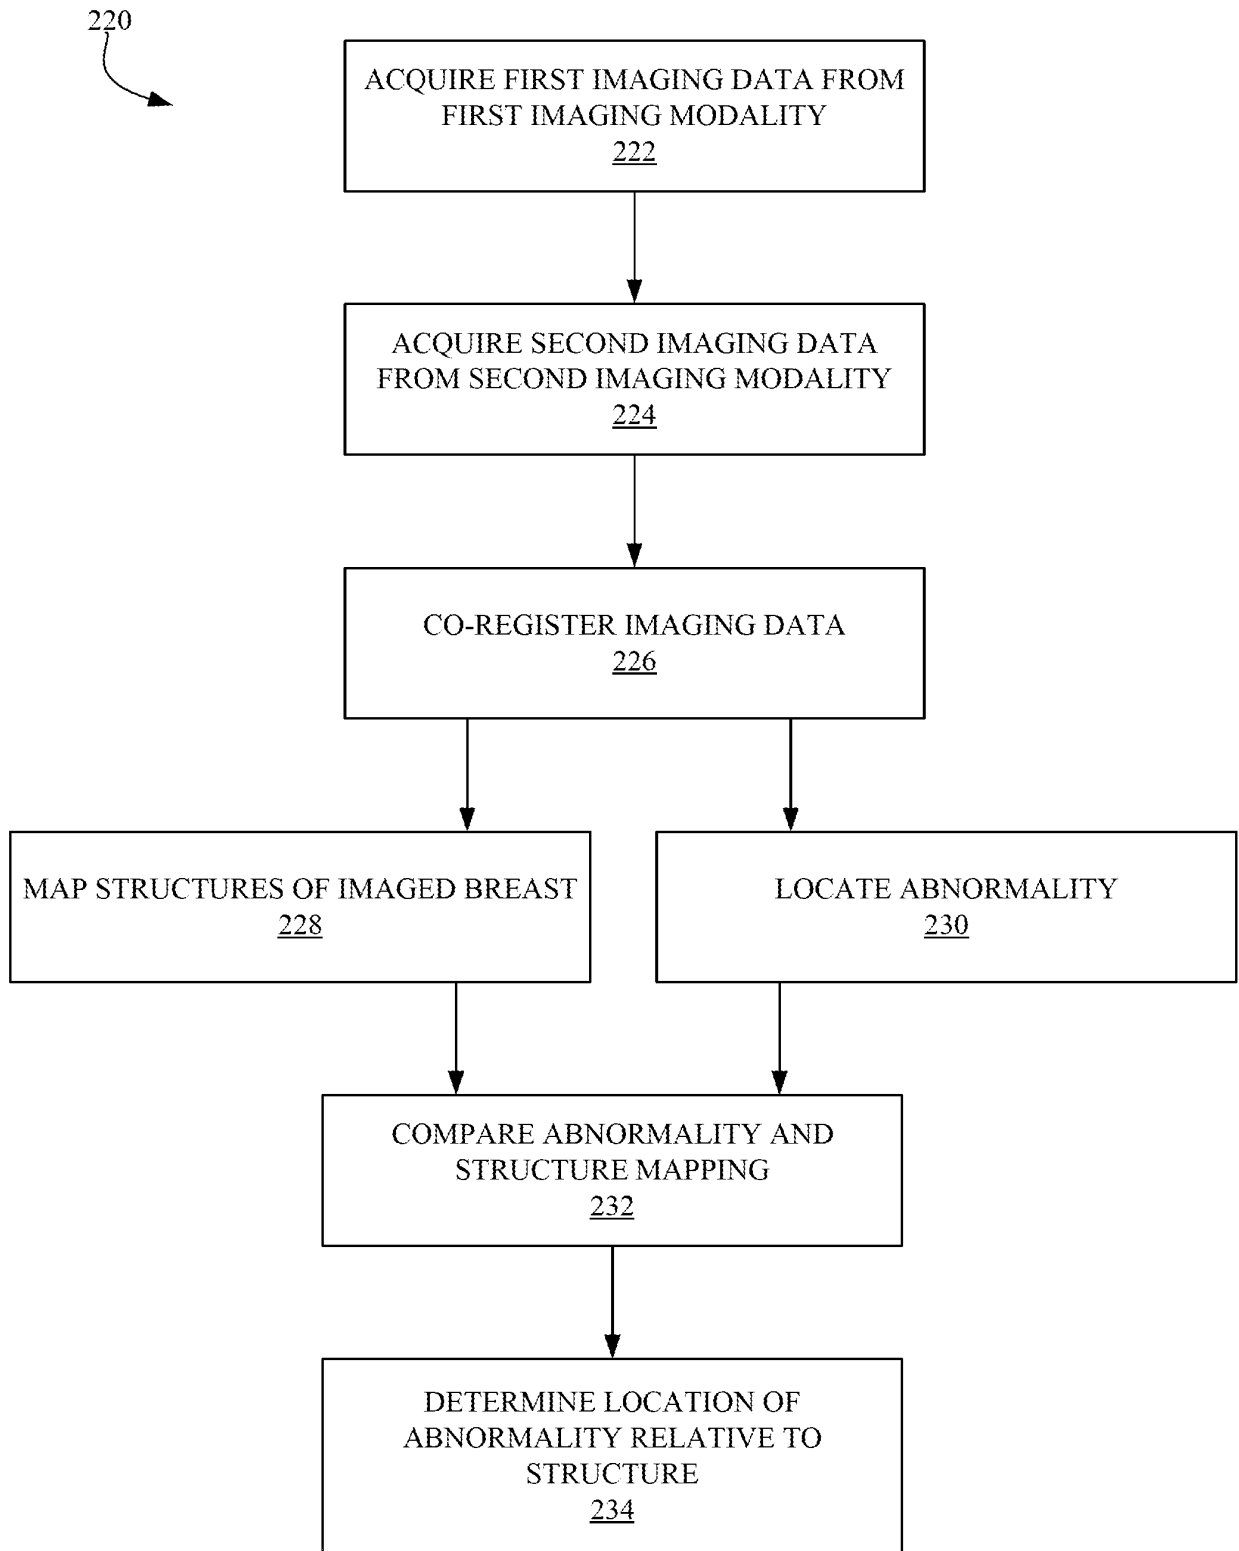 220
ACQUIRE FIRST IMAGING DATA FROM
FIRST IMAGING MODALITY
222
ACQUIRE SECOND IMAGING DATA
FROM SECOND IMAGING MODALITY
224
CO-REGISTER IMAGING DATA
226
MAP STRUCTURES OF IMAGED BREAST
228
LOCATE ABNORMALITY
230
COMPARE ABNORMALITY AND
STRUCTURE MAPPING
232
DETERMINE LOCATION OF
ABNORMALITY RELATIVE TO
STRUCTURE
234